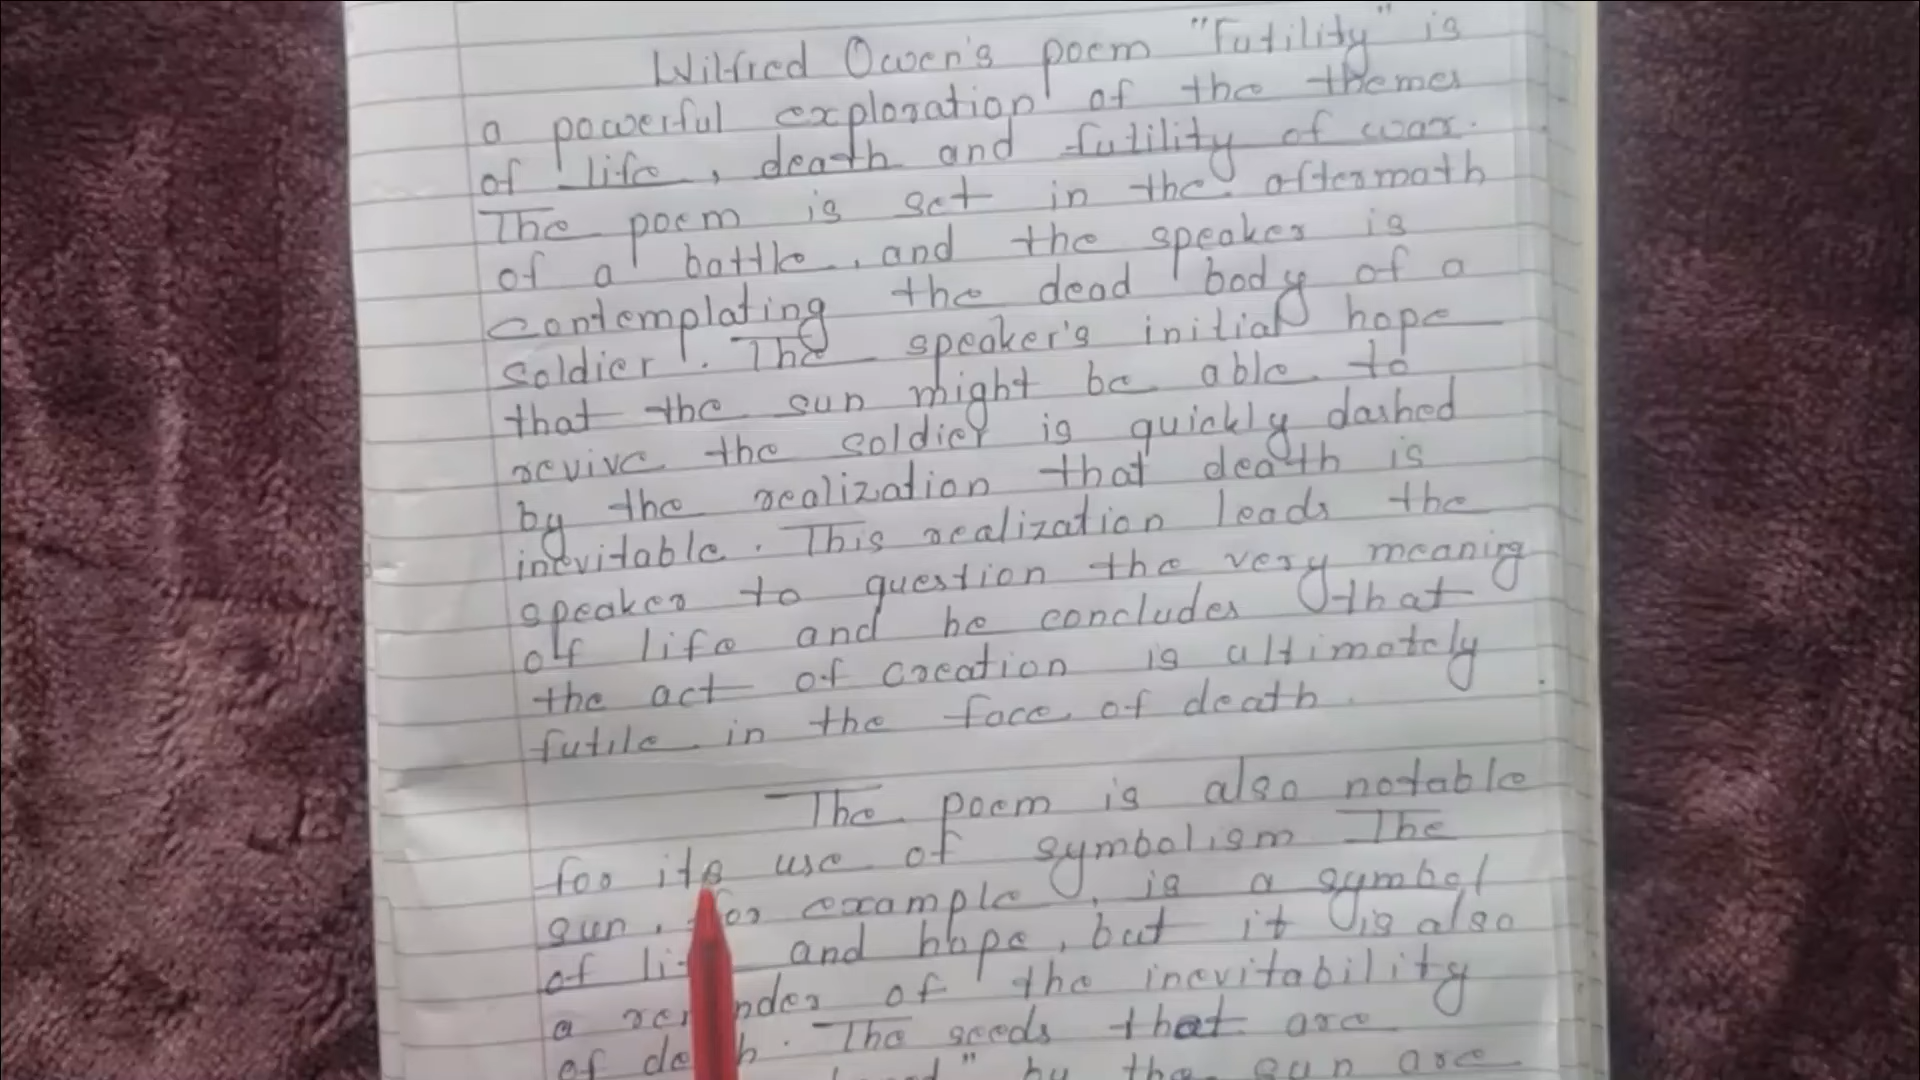 Wilfred Owen's poem "Futility" is
a powerful exploration of the themes
of life, death and futility of war.
The poem is set in the aftermath
of a battle, and the speaker is
contemplating the dead body of a
soldier. The speaker's initial hope
that the sun might be able to
revive the soldier is quickly dashed
by the realization that death is
inevitable. This realization leads the
speaker to question the very meaning
of life and he concludes that
the act of creation is ultimately
futile in the face of death.
The poem is also notable
for its use of symbolism The
sun, for example, is a symbol
of and hope, but it is also
a of the inevitability
of The seeds that are
by the sun are